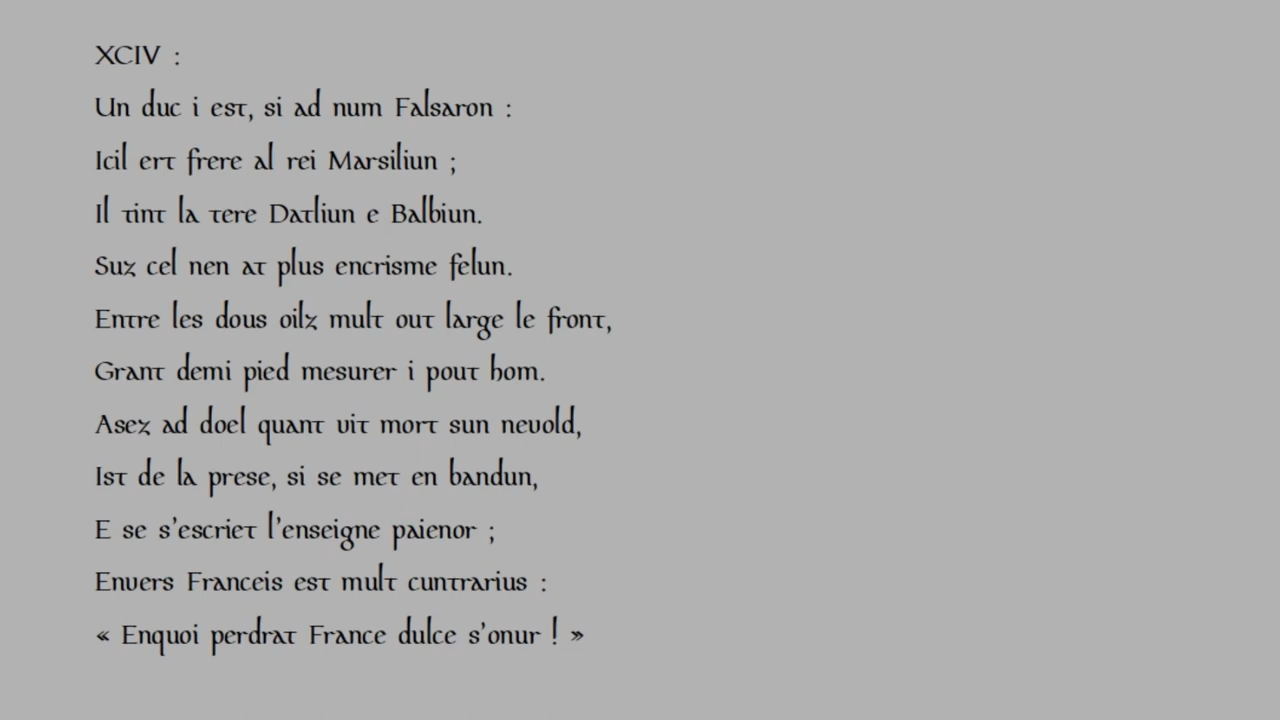 XCIV :
Un duc i est, si ad num Falsaron :
Icil ert frere al rei Marsiliun ;
Il tint la tere Datliun e Balbiun.
Suz cel nen at plus encrisme felun.
Entre les dous oilz mult out large le front,
Grant demi pied mesurer i pout hom.
Asez ad doel quant vit mort sun nevold,
Ist de la prese, si se met en bandun,
E se s’escriet l’enseigne paienor ;
Envers Franceis est mult cuntrarius :
« Enquoi perdrat France dulce s’onur ! »